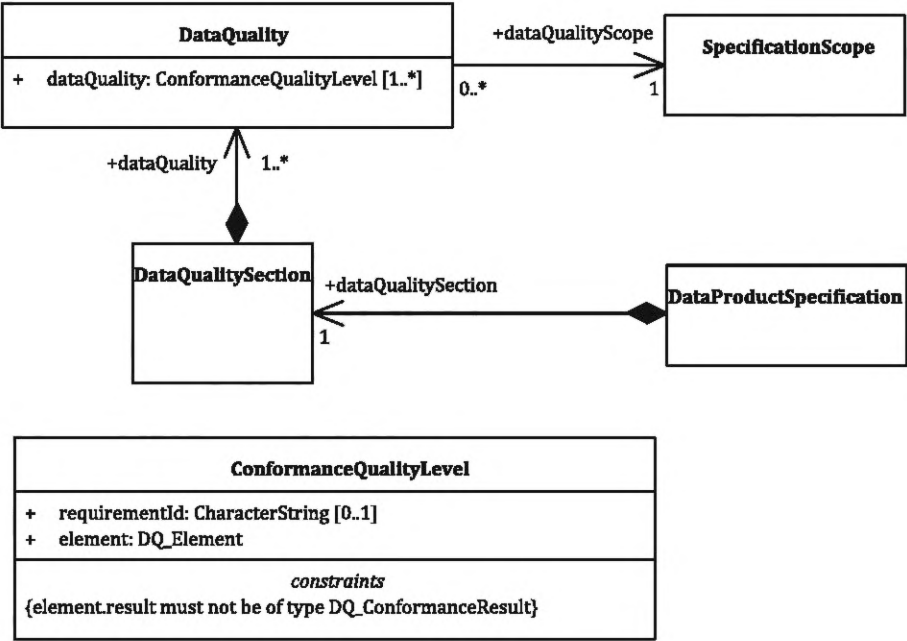 DataQuality
+ dataQuality: ConformanceQualityLevel [1..*]
+dataQualityScope
0..*
1
SpecificationScope
+dataQuality
1..*
DataQualitySection
+dataQualitySection
1
DataProductSpecification
ConformanceQualityLevel
+ requirementId: CharacterString [0..1]
+ element: DQ_Element
constraints
{element.result must not be of type DQ_ConformanceResult}